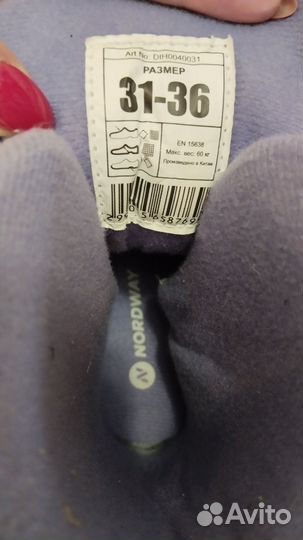 Art No: DIH0040031
РАЗМЕР
31-36
EN 15638
Макс. вес: 60 кг
Произведено в Китае
NORDWAY
Avito